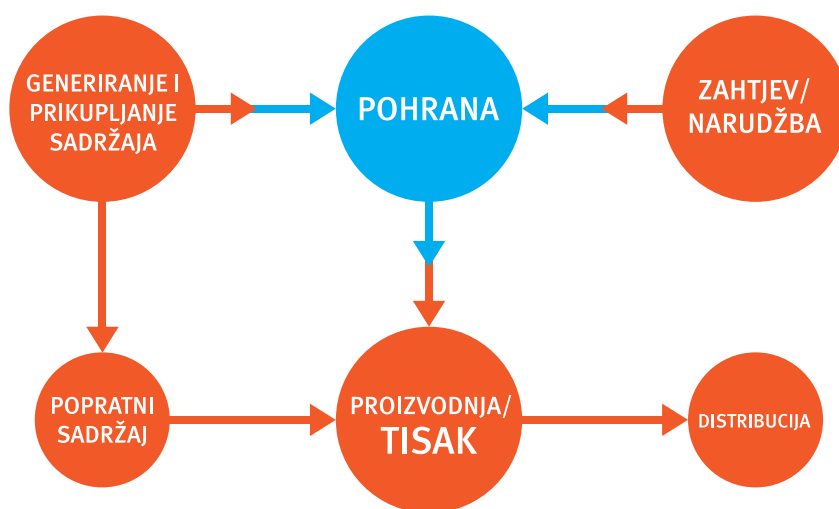 GENERIRANJE I
PRIKUPLJANJE
SADRŽAJA
POHRANA
ZAHTJEV/
NARUDŽBA
POPRATNI
SADRŽAJ
PROIZVODNJA/
TISAK
DISTRIBUCIJA